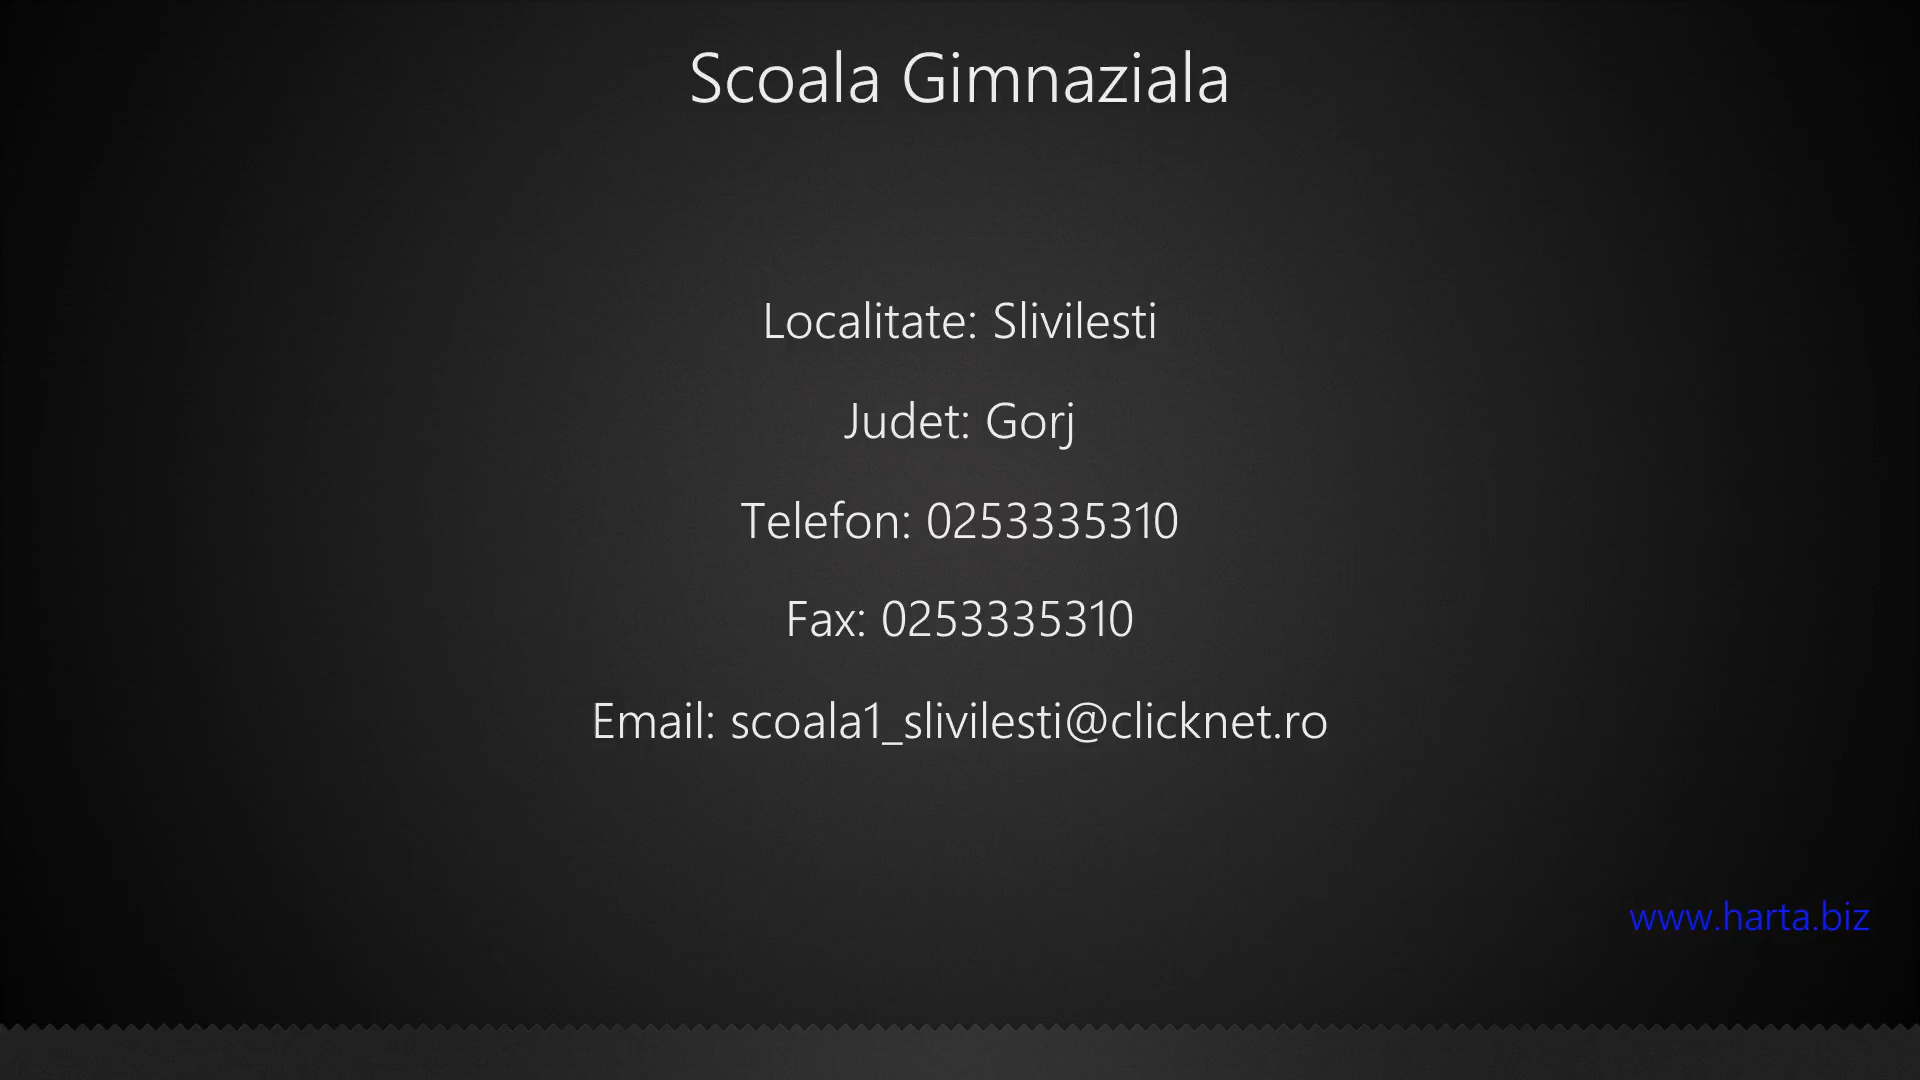 Scoala Gimnaziala
Localitate: Slivilesti
Judet: Gorj
Telefon: 0253335310
Fax: 0253335310
Email: scoala1_slivilesti@clicknet.ro
www.harta.biz